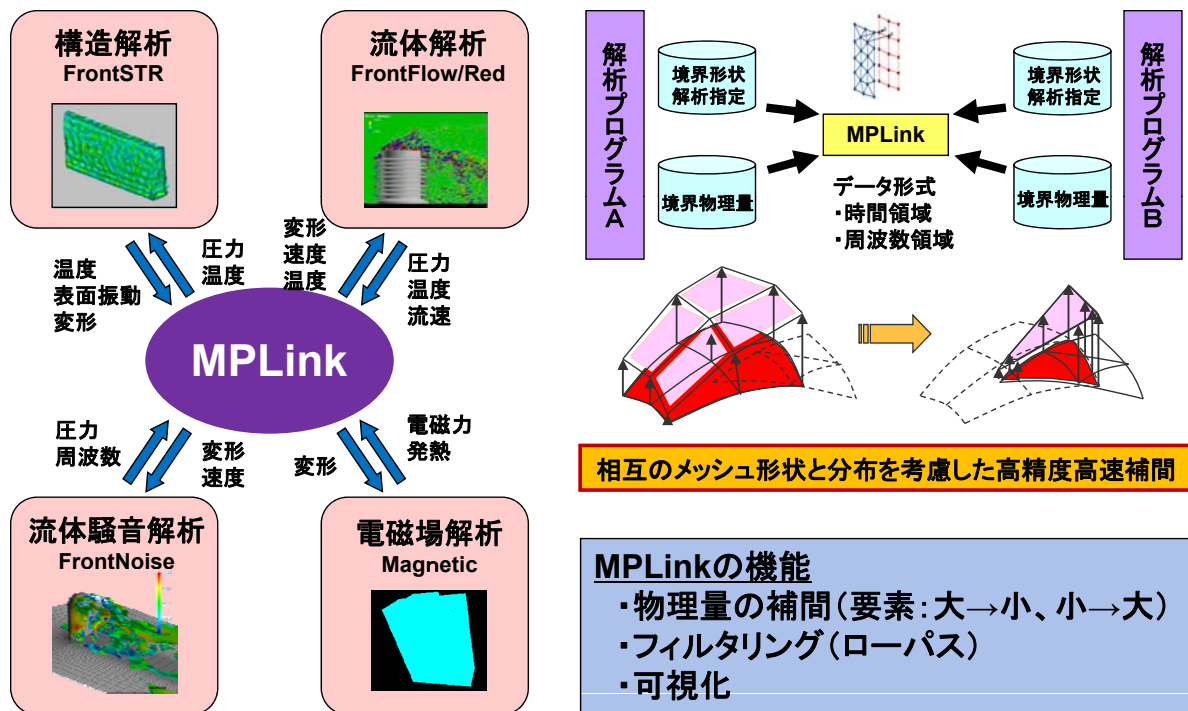 構造解析
FrontSTR
流体解析
FrontFlow/Red
温度
表面振動
変形
圧力
温度
変形
速度
温度
圧力
温度
流速
MPLink
圧力
周波数
変形
速度
変形
電磁力
発熱
流体騒音解析
FrontNoise
電磁場解析
Magnetic
解析プログラムA
境界形状
解析指定
境界物理量
MPLink
データ形式
・時間領域
・周波数領域
境界形状
解析指定
境界物理量
解析プログラムB
相互のメッシュ形状と分布を考慮した高精度高速補間
MPLinkの機能
・物理量の補間(要素:大→小、小→大)
・フィルタリング(ローパス)
・可視化